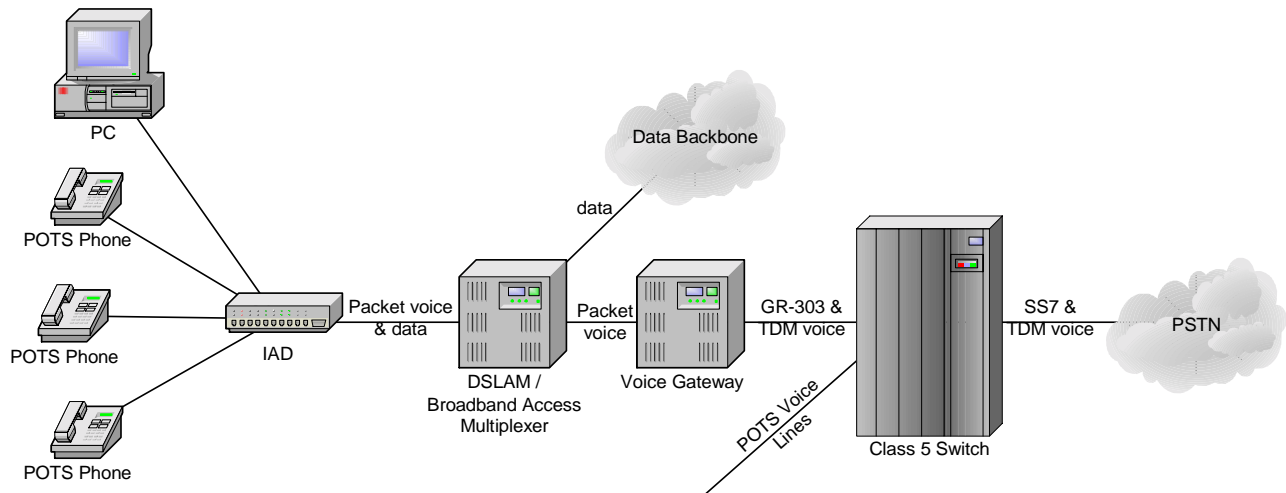 PC
POTS Phone
POTS Phone
POTS Phone
IAD
Packet voice
& data
DSLAM /
Broadband Access
Multiplexer
data
Data Backbone
Packet
voice
Voice Gateway
GR-303 &
TDM voice
POTS Voice
Lines
Class 5 Switch
SS7 &
TDM voice
PSTN